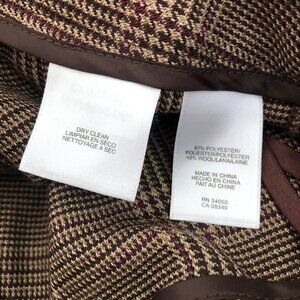 DRY CLEAN
LIMPIAR EN SECO
NETTOYAGE A SEC
87% POLYESTER/
POLIESTER/POLYESTER
13% WOOL/LANA/LAINE
MADE IN CHINA
HECHO EN CHINA
FAIT AU CHINE
RN 54050
CA 08349